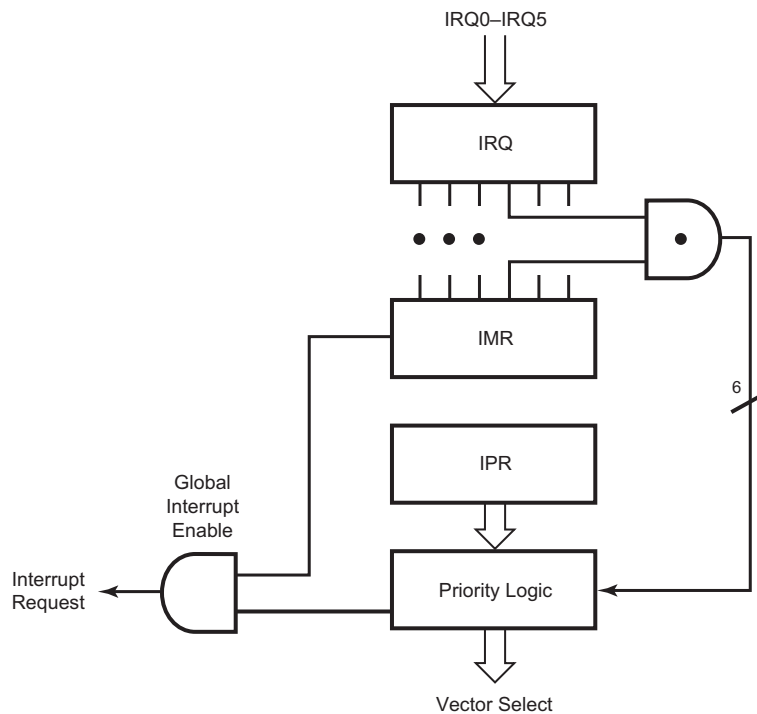 IRQ0–IRQ5
IRQ
IMR
6
IPR
Global
Interrupt
Enable
Interrupt
Request
Priority Logic
Vector Select